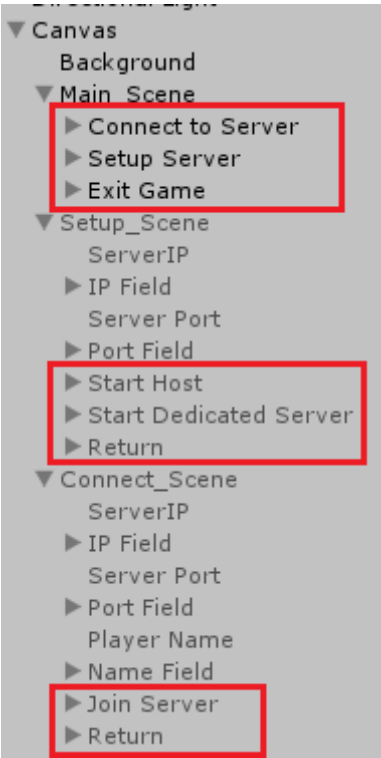 Directional Light
Canvas
Background
Main_Scene
Connect to Server
Setup Server
Exit Game
Setup_Scene
ServerIP
IP Field
Server Port
Port Field
Start Host
Start Dedicated Server
Return
Connect_Scene
ServerIP
IP Field
Server Port
Port Field
Player Name
Name Field
Join Server
Return